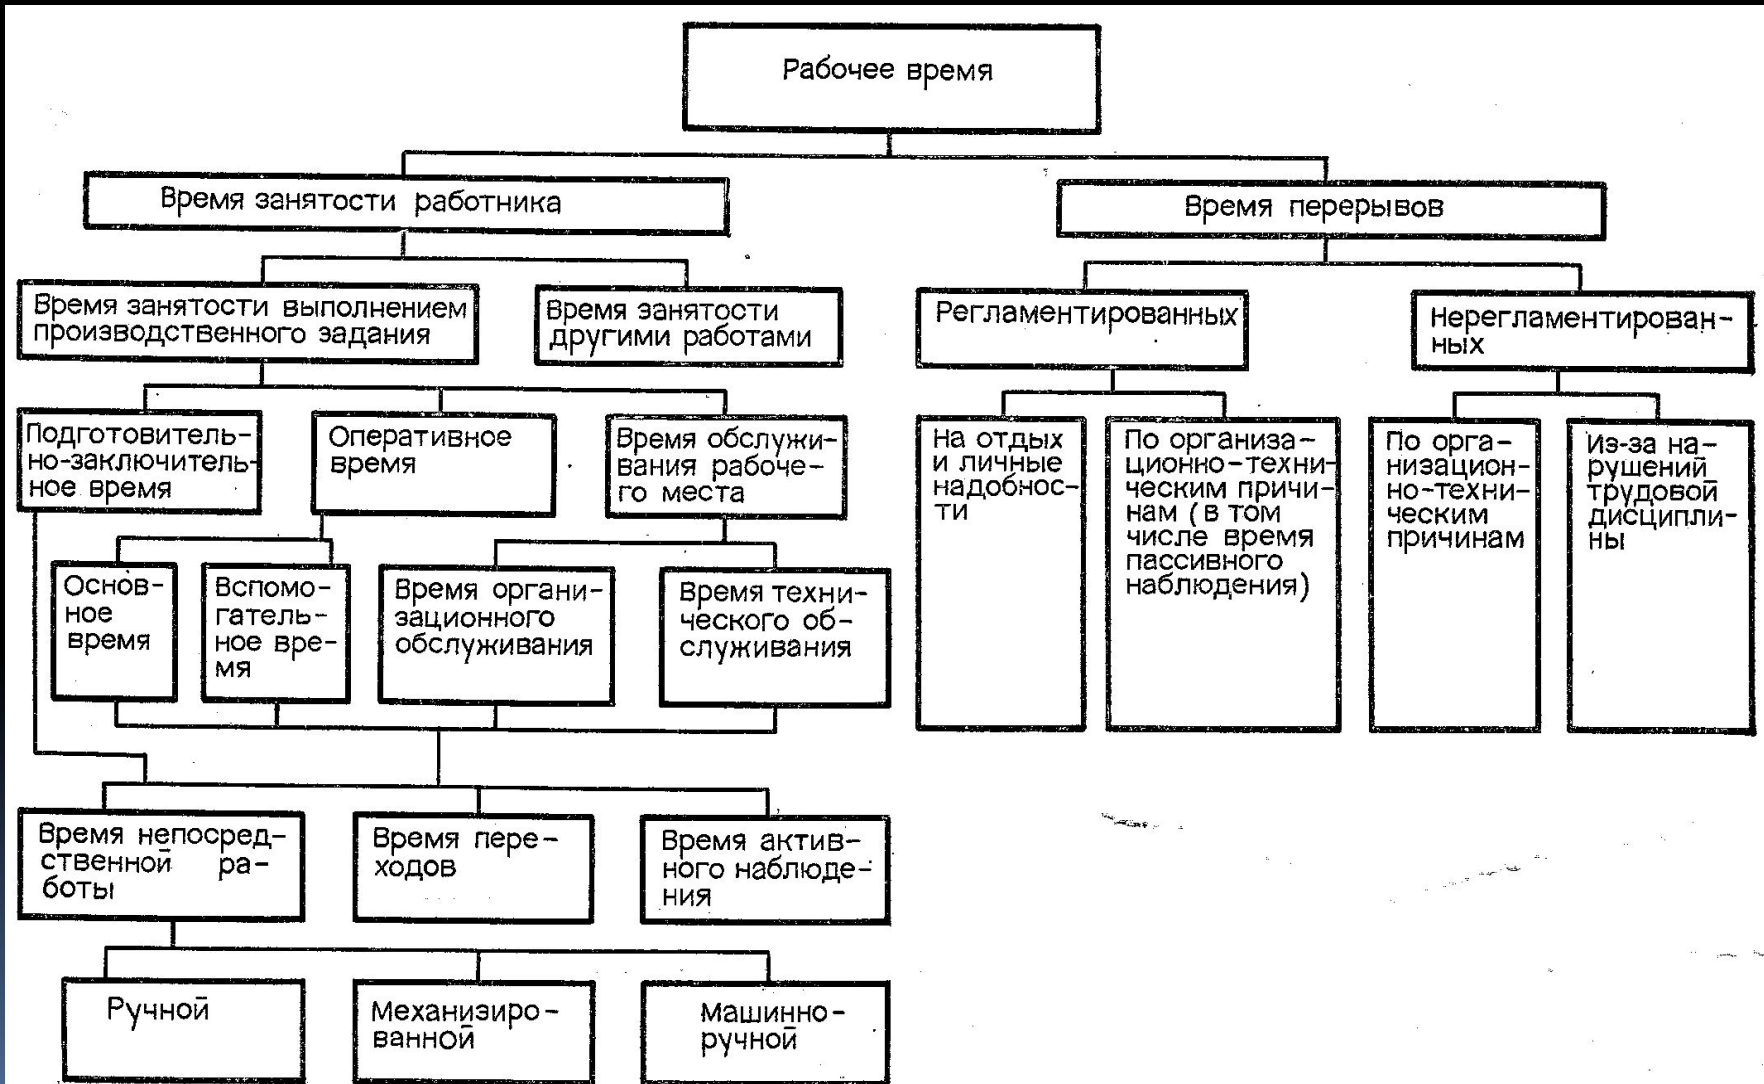 Рабочее время
Время занятости работника
Время перерывов
Время занятости выполнением
производственного задания
Время занятости
другими работами
Регламентированных
Нерегламентирован-
ных
Подготовитель-
но-заключитель-
ное время
Оперативное
время
Время обслужи-
вания рабоче-
го места
На отдых
и личные
надобнос-
ти
По организа-
ционно-техни-
ческим причи-
нам (в том
числе время
пассивного
наблюдения)
По орга-
низацион-
но-техни-
ческим
причинам
Из-за на-
рушений
трудовой
дисципли-
ны
Основ-
ное
время
Вспомо-
гатель-
ное вре-
мя
Время органи-
зационного
обслуживания
Время техни-
ческого об-
служивания
Время непосред-
ственной ра-
боты
Время пере-
ходов
Время актив-
ного наблюде-
ния
Ручной
Механизиро-
ванной
Машинно-
ручной